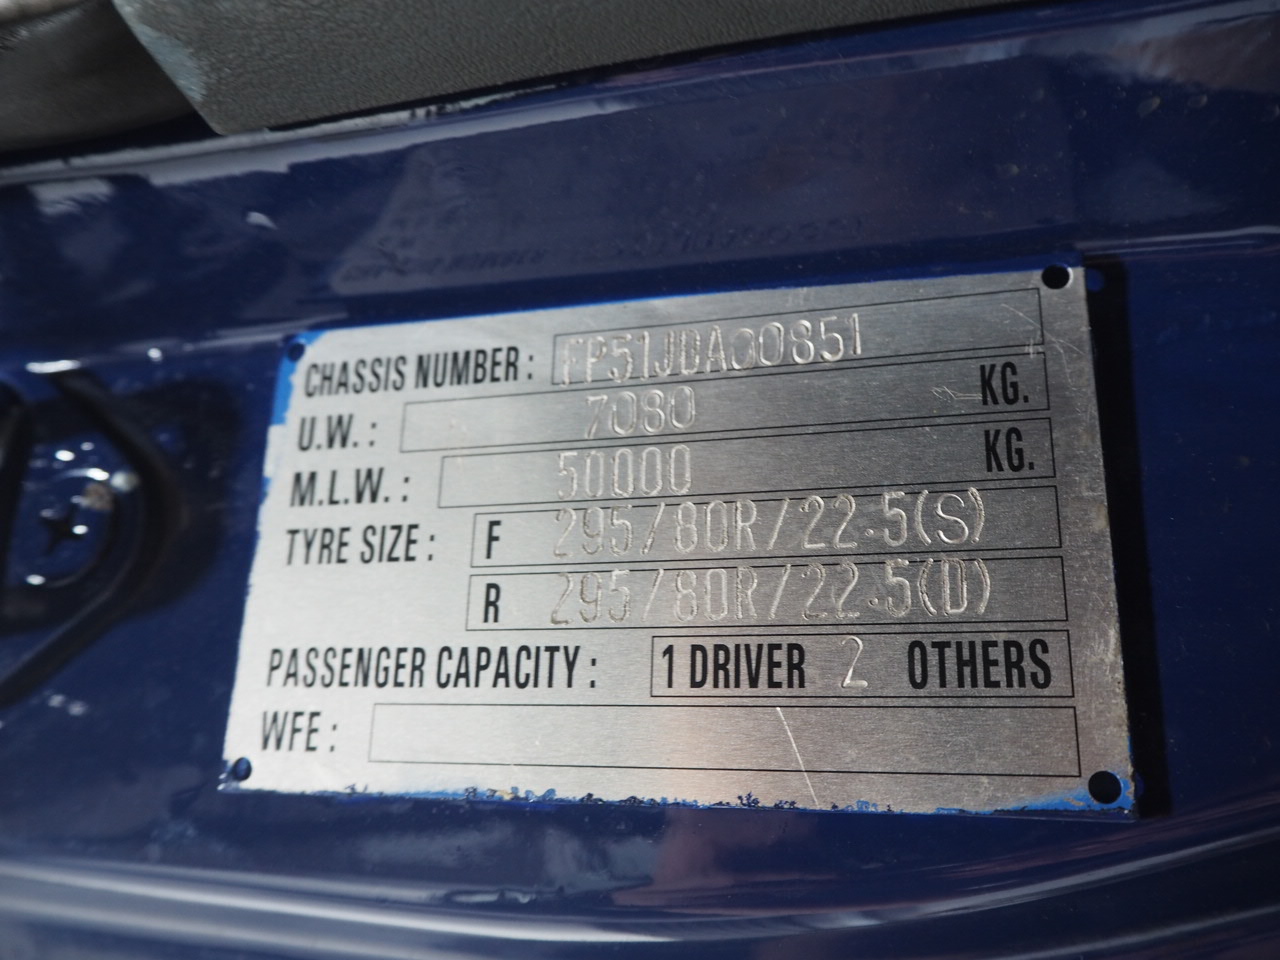 CHASSIS NUMBER: FP51JDA00851
U.W.: 7080 KG.
M.L.W.: 50000 KG.
TYRE SIZE: F 295/80R/22.5(S)
R 295/80R/22.5(D)
PASSENGER CAPACITY: 1 DRIVER 2 OTHERS
WFE: